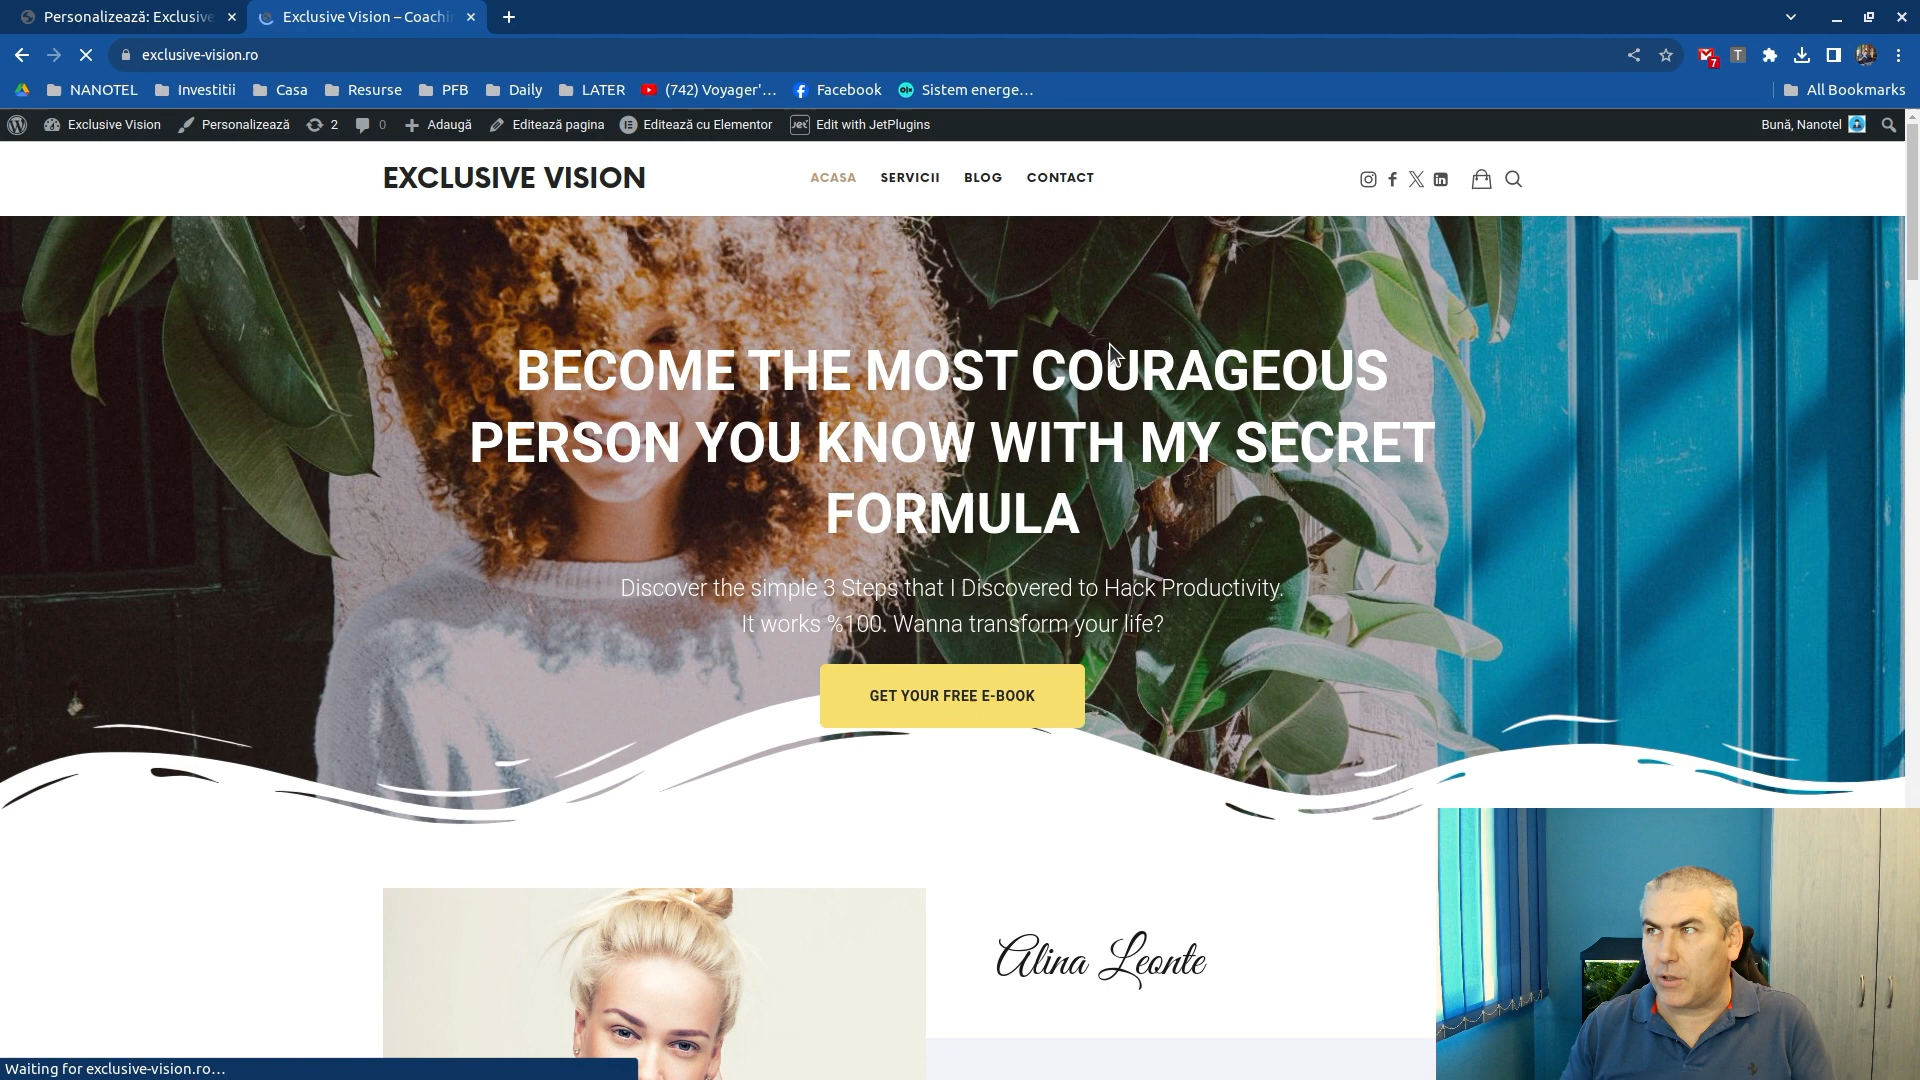 Personalizează: Exclusive
Exclusive Vision – Coachi
exclusive-vision.ro
7
T
NANOTEL
Investitii
Casa
Resurse
PFB
Daily
LATER
(742) Voyager'...
Facebook
Sistem energe...
All Bookmarks
Exclusive Vision
Personalizează
2
0
Adaugă
Editează pagina
Editează cu Elementor
Jet
Edit with JetPlugins
Bună, Nanotel
EXCLUSIVE VISION
ACASA
SERVICII
BLOG
CONTACT
BECOME THE MOST COURAGEOUS
PERSON YOU KNOW WITH MY SECRET
FORMULA
Discover the simple 3 Steps that I Discovered to Hack Productivity.
It works %100. Wanna transform your life?
GET YOUR FREE E-BOOK
Alina Leonte
Waiting for exclusive-vision.ro...